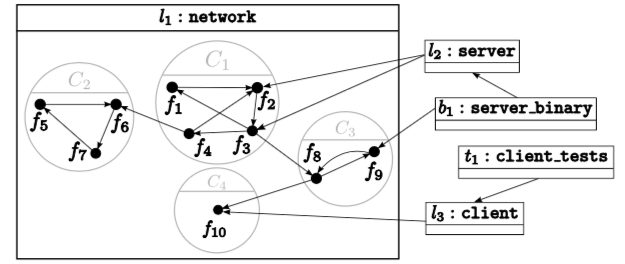 l₁ : network
C₁
l₂ : server
C₂
f₁
f₂
b₁ : server_binary
f₅
f₆
f₄
f₃
C₃
f₇
f₈
f₉
t₁ : client_tests
C₄
f₁₀
l₃ : client